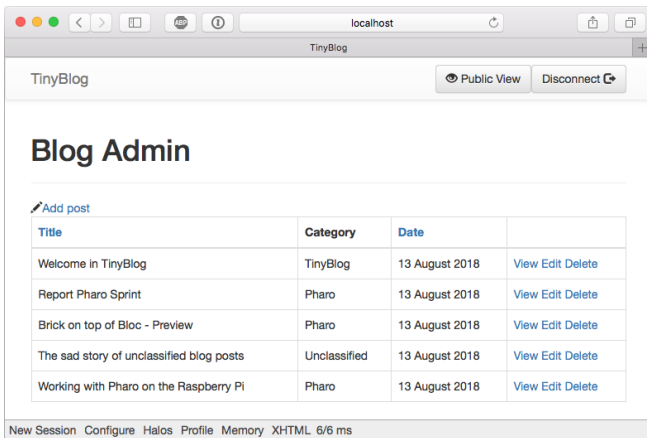 ABP
localhost
TinyBlog
TinyBlog Public View Disconnect
Blog Admin
Add post
Title Category Date
Welcome in TinyBlog TinyBlog 13 August 2018 View Edit Delete
Report Pharo Sprint Pharo 13 August 2018 View Edit Delete
Brick on top of Bloc - Preview Pharo 13 August 2018 View Edit Delete
The sad story of unclassified blog posts Unclassified 13 August 2018 View Edit Delete
Working with Pharo on the Raspberry Pi Pharo 13 August 2018 View Edit Delete
New Session Configure Halos Profile Memory XHTML 6/6 ms